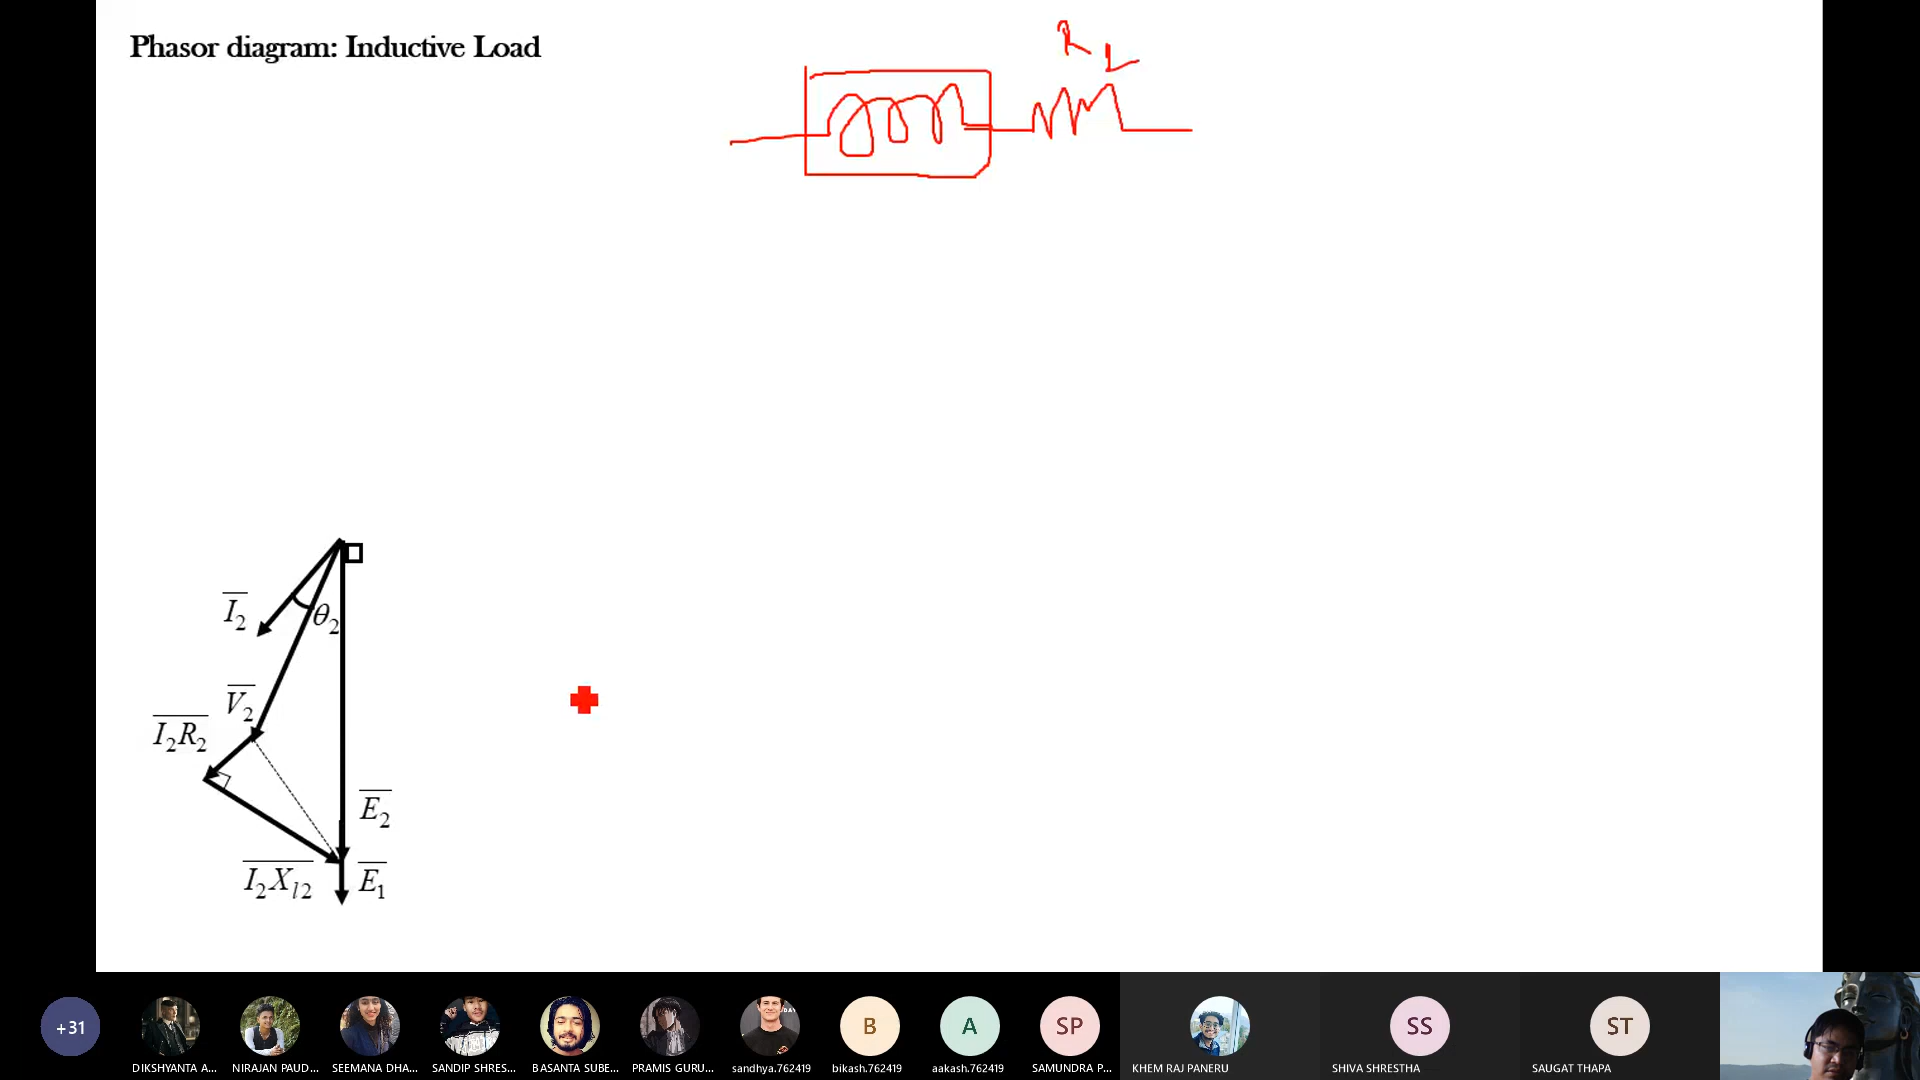 Phasor diagram: Inductive Load
R L
I2
θ2
V2
I2R2
E2
I2Xl2
E1
+31
DIKSHYANTA A...
NIRAJAN PAUD...
SEEMANA DHA...
SANDIP SHRES...
BASANTA SUBE...
PRAMIS GURU...
sandhya.762419
B
bikash.762419
A
aakash.762419
SP
SAMUNDRA P...
KHEM RAJ PANERU
SS
SHIVA SHRESTHA
ST
SAUGAT THAPA